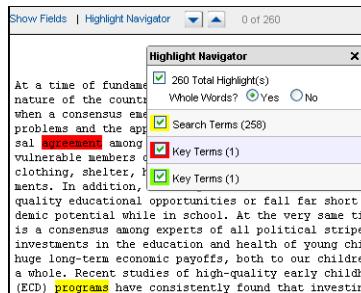 Show Fields | Highlight Navigator 0 of 260
Highlight Navigator X
260 Total Highlight(s)
Whole Words? Yes No
Search Terms (258)
Key Terms (1)
Key Terms (1)
At a time of fundame
nature of the countr
when a consensus eme
problems and the app
sal agreement among
vulnerable members o
clothing, shelter, h
ments. In addition,
quality educational opportunities or fall far short
demic potential while in school. At the very same ti
is a consensus among experts of all political stripe
investments in the education and health of young chi
huge long-term economic payoffs, both to our childre
a whole. Recent studies of high-quality early childh
(ECD) programs have consistently found that investin